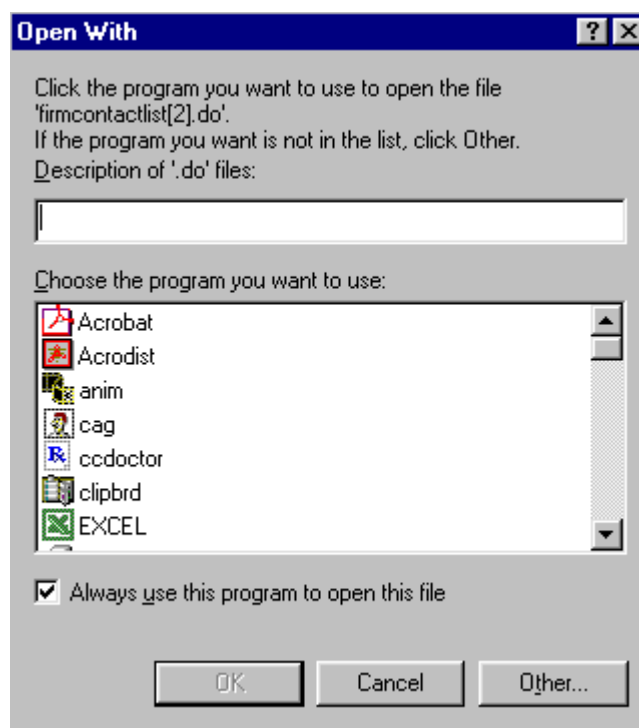 Open With
Click the program you want to use to open the file
'firmcontactlist[2].do'.
If the program you want is not in the list, click Other.
Description of '.do' files:
Choose the program you want to use:
Acrobat
Acrodist
anim
cag
ccdoctor
clipbrd
EXCEL
Always use this program to open this file
OK
Cancel
Other...